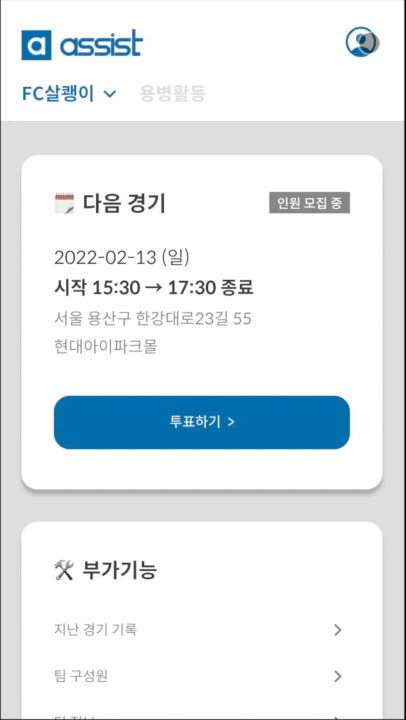 a assist
FC살쾡이 용병활동
다음 경기 인원 모집 중
2022-02-13 (일)
시작 15:30 → 17:30 종료
서울 용산구 한강대로23길 55
현대아이파크몰
투표하기 >
부가기능
지난 경기 기록
팀 구성원